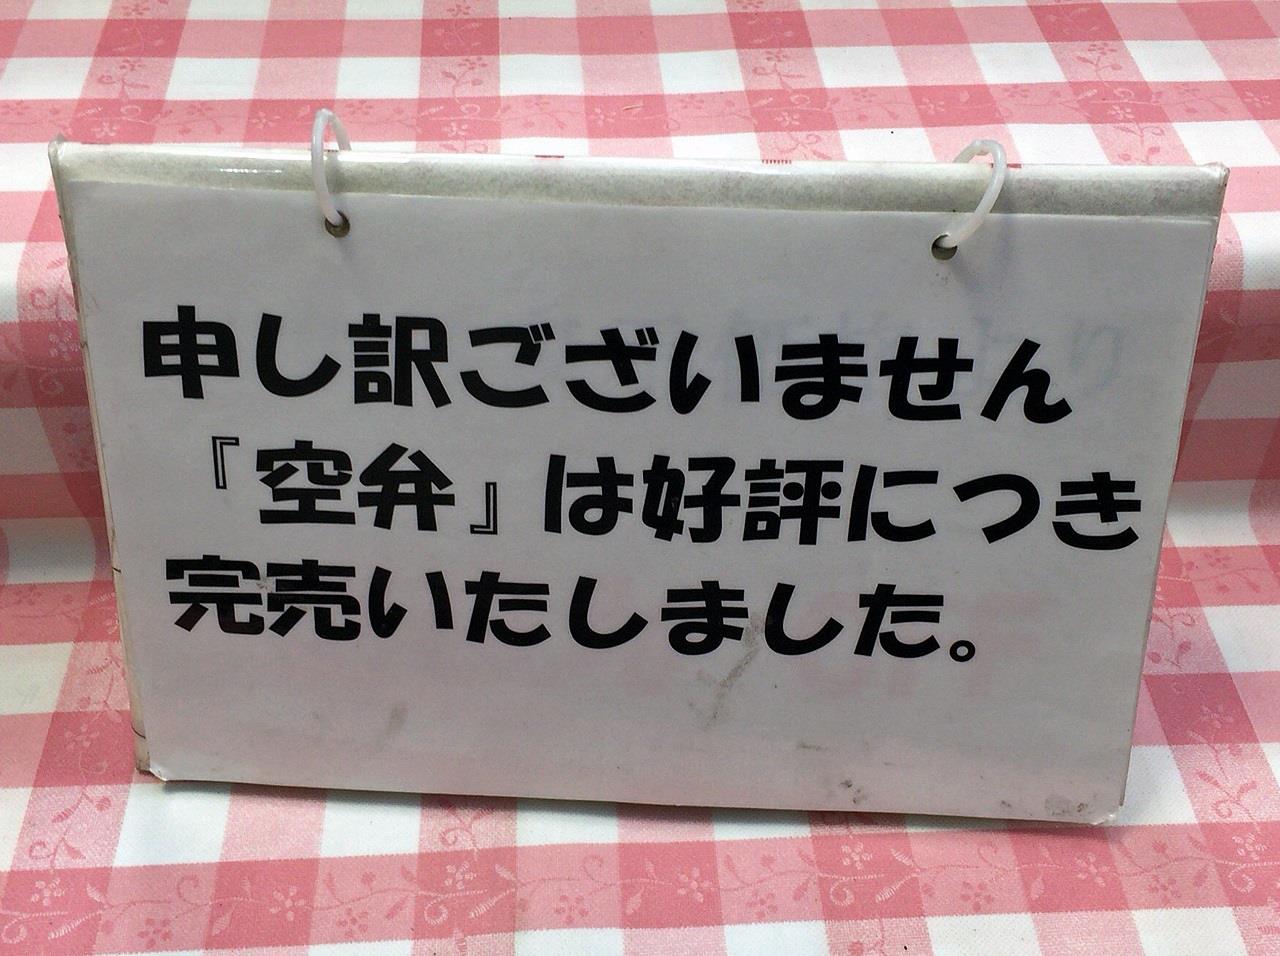 申し訳ございません
『空弁』は好評につき
完売いたしました。